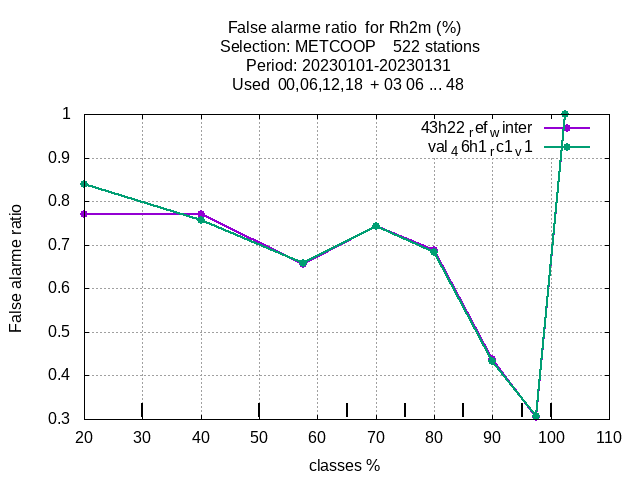 False alarme ratio  for Rh2m (%)
Selection: METCOOP    522 stations
Period: 20230101-20230131
Used  00,06,12,18  + 03 06 ... 48
43h22 ref winter
val 4 6h1 r c1 v 1
1
0.9
0.8
0.7
0.6
0.5
0.4
0.3
False alarme ratio
20 30 40 50 60 70 80 90 100 110
classes %